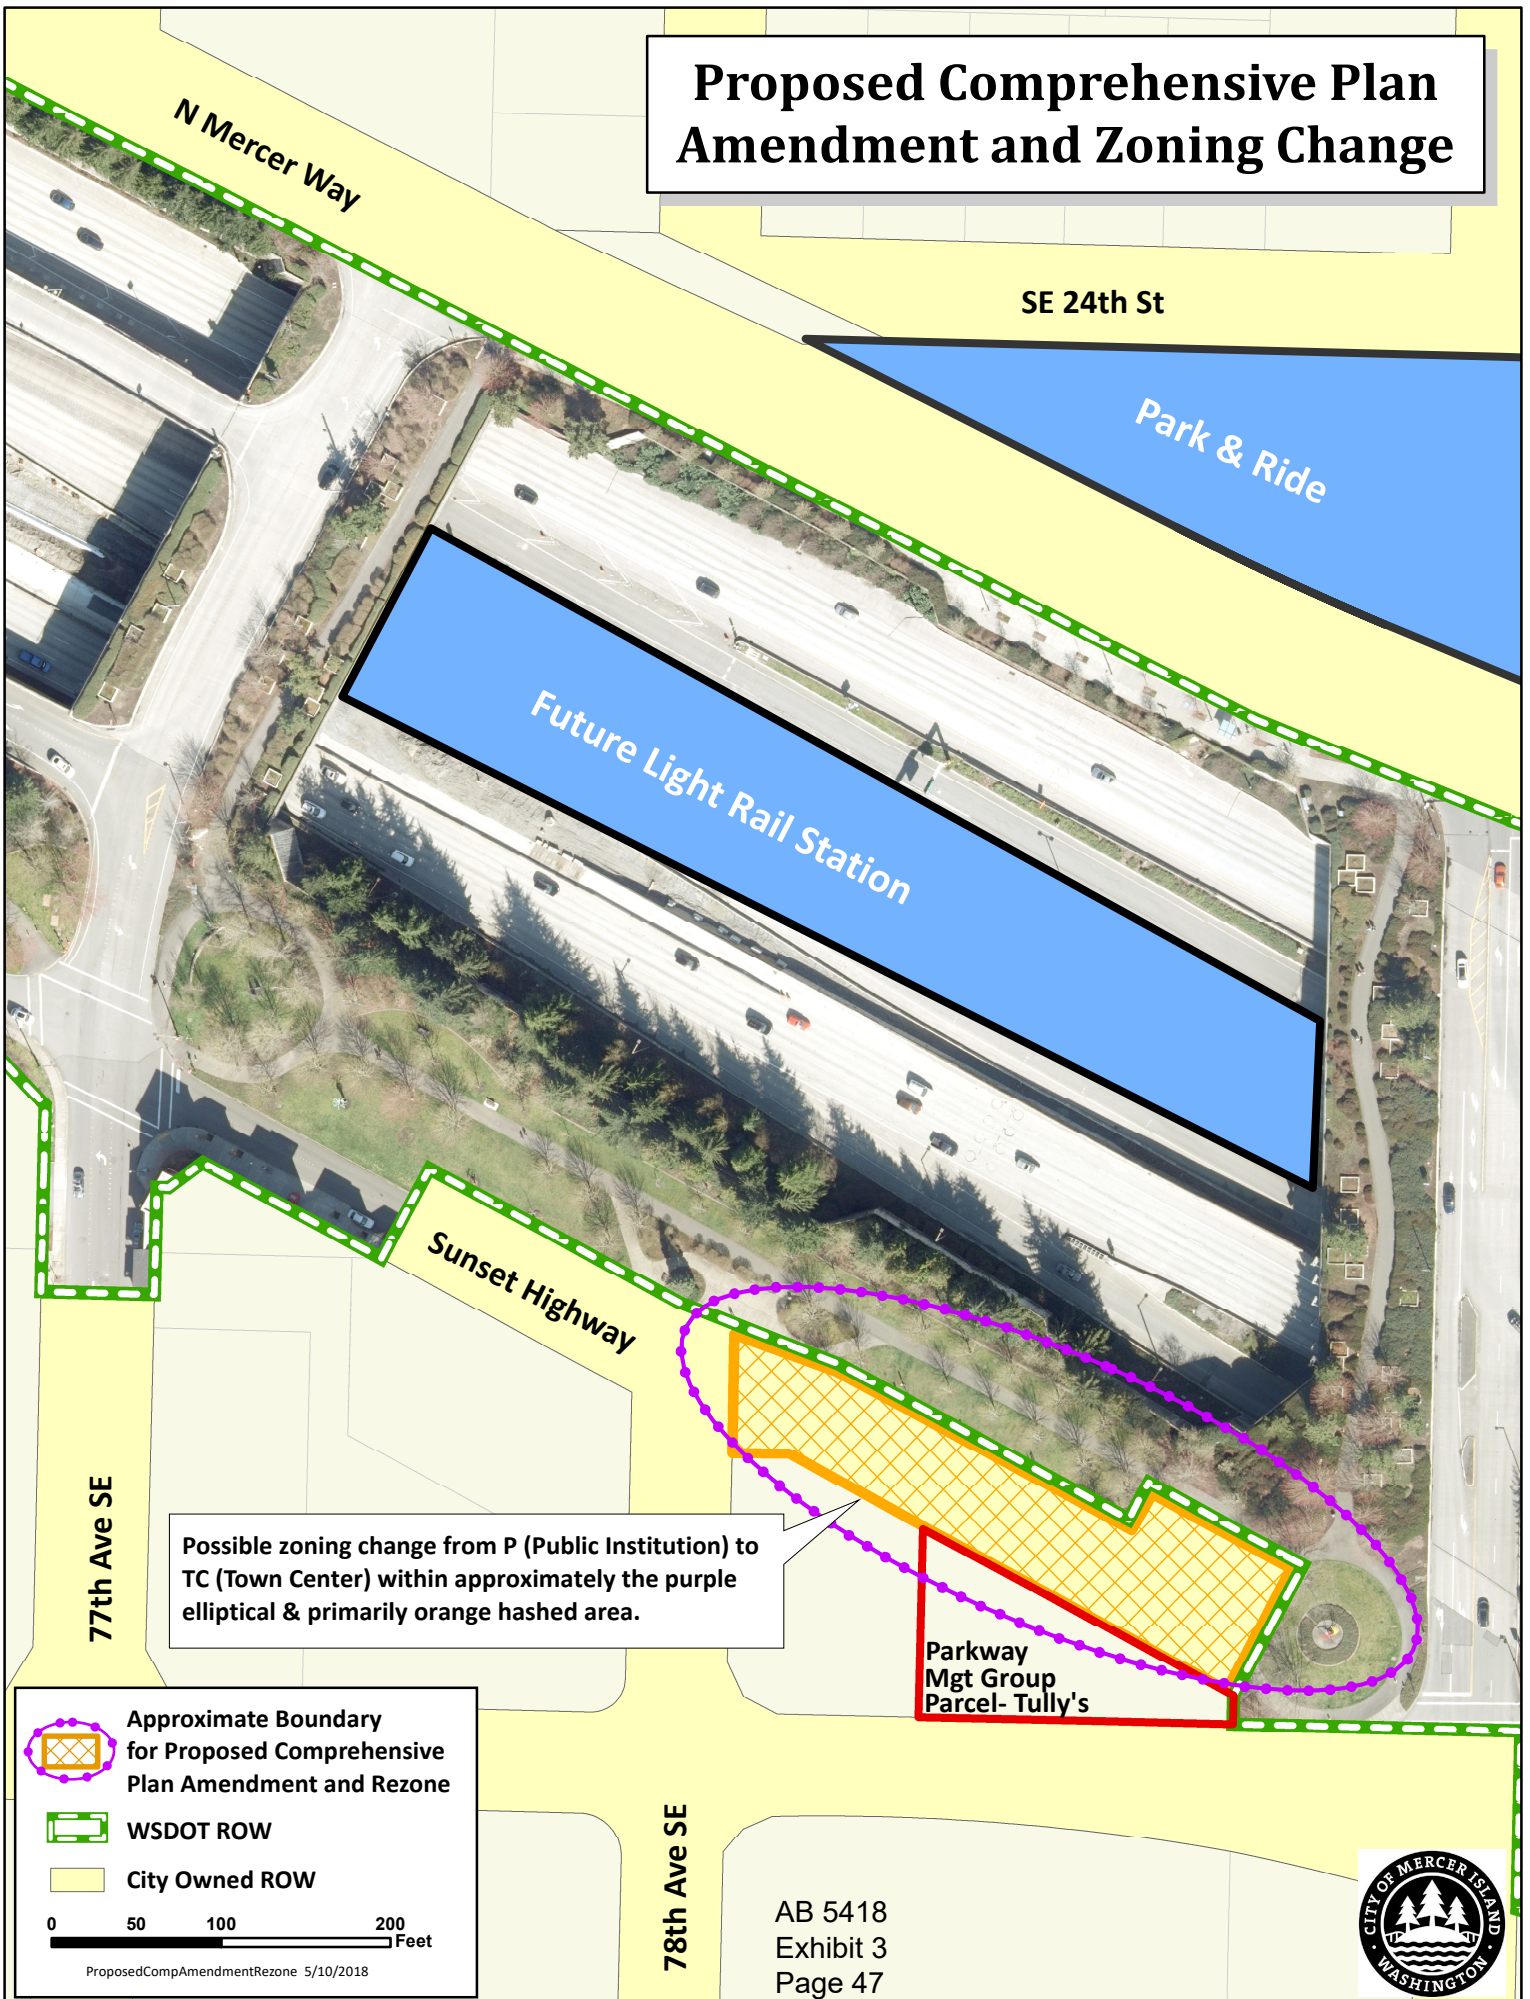 Proposed Comprehensive Plan
Amendment and Zoning Change
N Mercer Way
SE 24th St
Park & Ride
Future Light Rail Station
Sunset Highway
77th Ave SE
Possible zoning change from P (Public Institution) to
TC (Town Center) within approximately the purple
elliptical & primarily orange hashed area.
Parkway
Mgt Group
Parcel- Tully's
Approximate Boundary
for Proposed Comprehensive
Plan Amendment and Rezone
WSDOT ROW
City Owned ROW
0 50 100 200
Feet
ProposedCompAmendmentRezone 5/10/2018
78th Ave SE
AB 5418
Exhibit 3
Page 47
CITY OF MERCER ISLAND
WASHINGTON